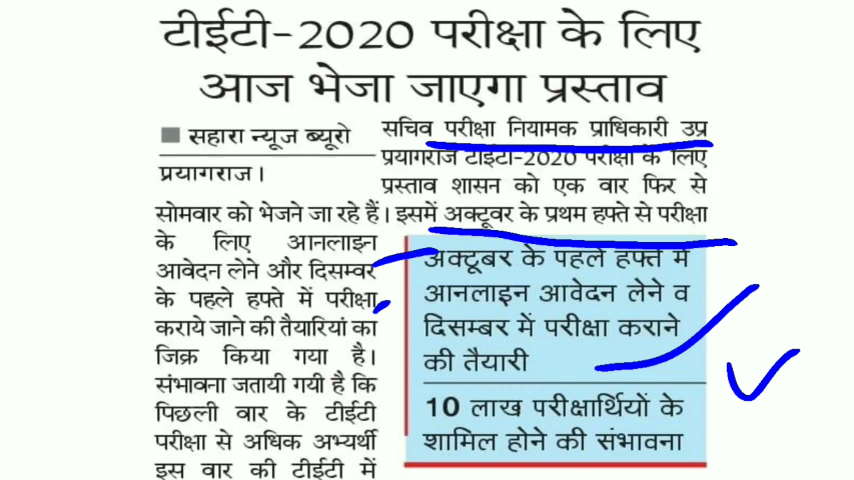 टीईटी-2020 परीक्षा के लिए
आज भेजा जाएगा प्रस्ताव
सहारा न्यूज ब्यूरो
प्रयागराज।
सचिव परीक्षा नियामक प्राधिकारी उप्र
प्रयागराज टीईटी-2020 परीक्षा के लिए
प्रस्ताव शासन को एक वार फिर से
सोमवार को भेजने जा रहे हैं। इसमें अक्टूवर के प्रथम हफ्ते से परीक्षा
के लिए आनलाइन
आवेदन लेने और दिसम्वर
के पहले हफ्ते में परीक्षा
कराये जाने की तैयारियां का
जिक्र किया गया है।
संभावना जतायी गयी है कि
पिछली वार के टीईटी
परीक्षा से अधिक अभ्यर्थी
इस वार की टीईटी में
अक्टूबर के पहले हफ्ते में
आनलाइन आवेदन लेने व
दिसम्बर में परीक्षा कराने
की तैयारी
10 लाख परीक्षार्थियों के
शामिल होने की संभावना